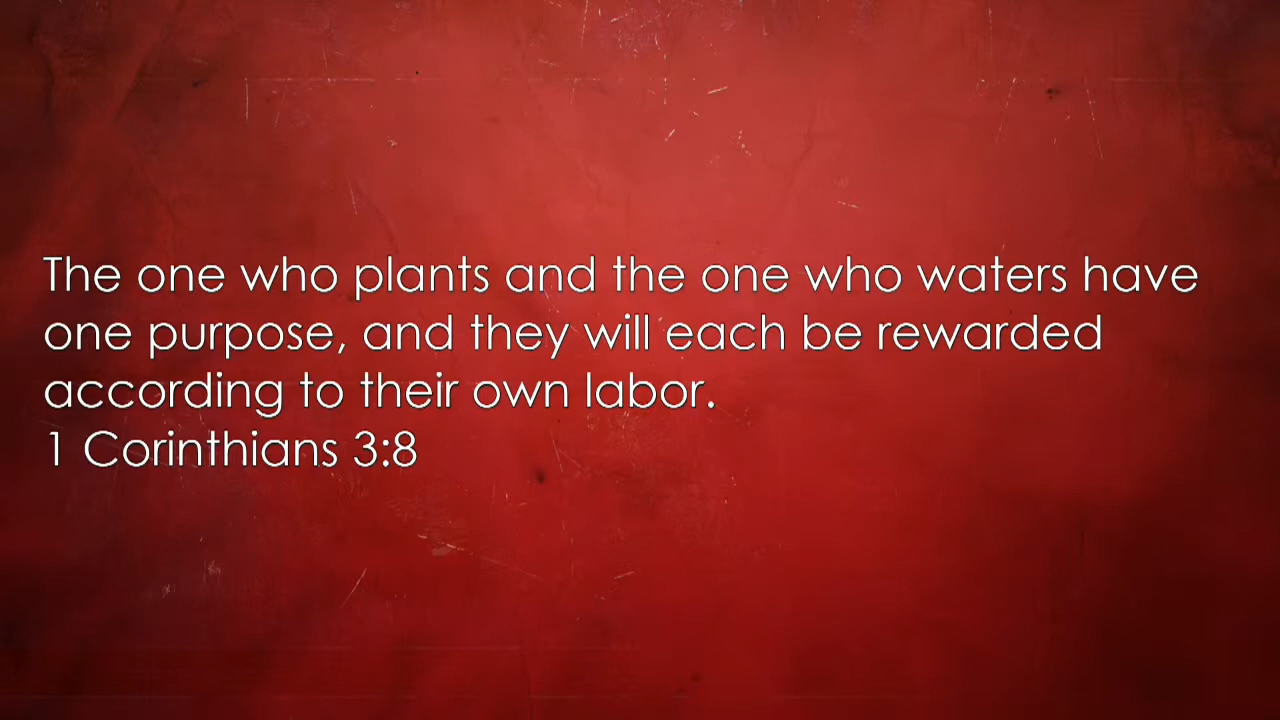 The one who plants and the one who waters have
one purpose, and they will each be rewarded
according to their own labor.
1 Corinthians 3:8